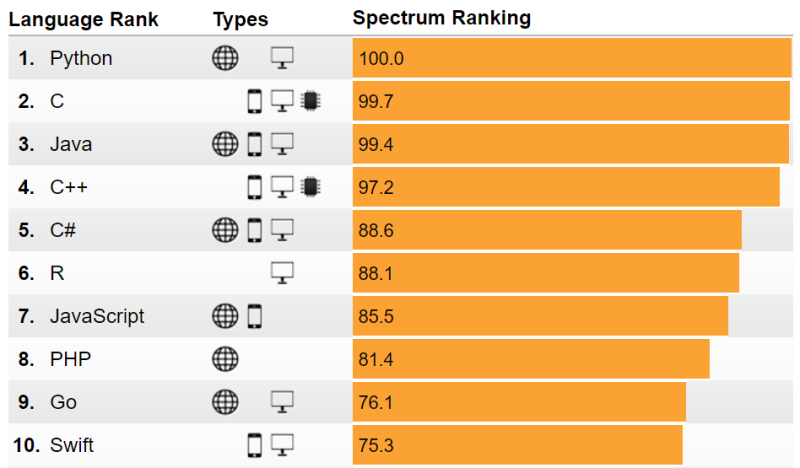 Language Rank Types Spectrum Ranking
1. Python 100.0
2. C 99.7
3. Java 99.4
4. C++ 97.2
5. C# 88.6
6. R 88.1
7. JavaScript 85.5
8. PHP 81.4
9. Go 76.1
10. Swift 75.3